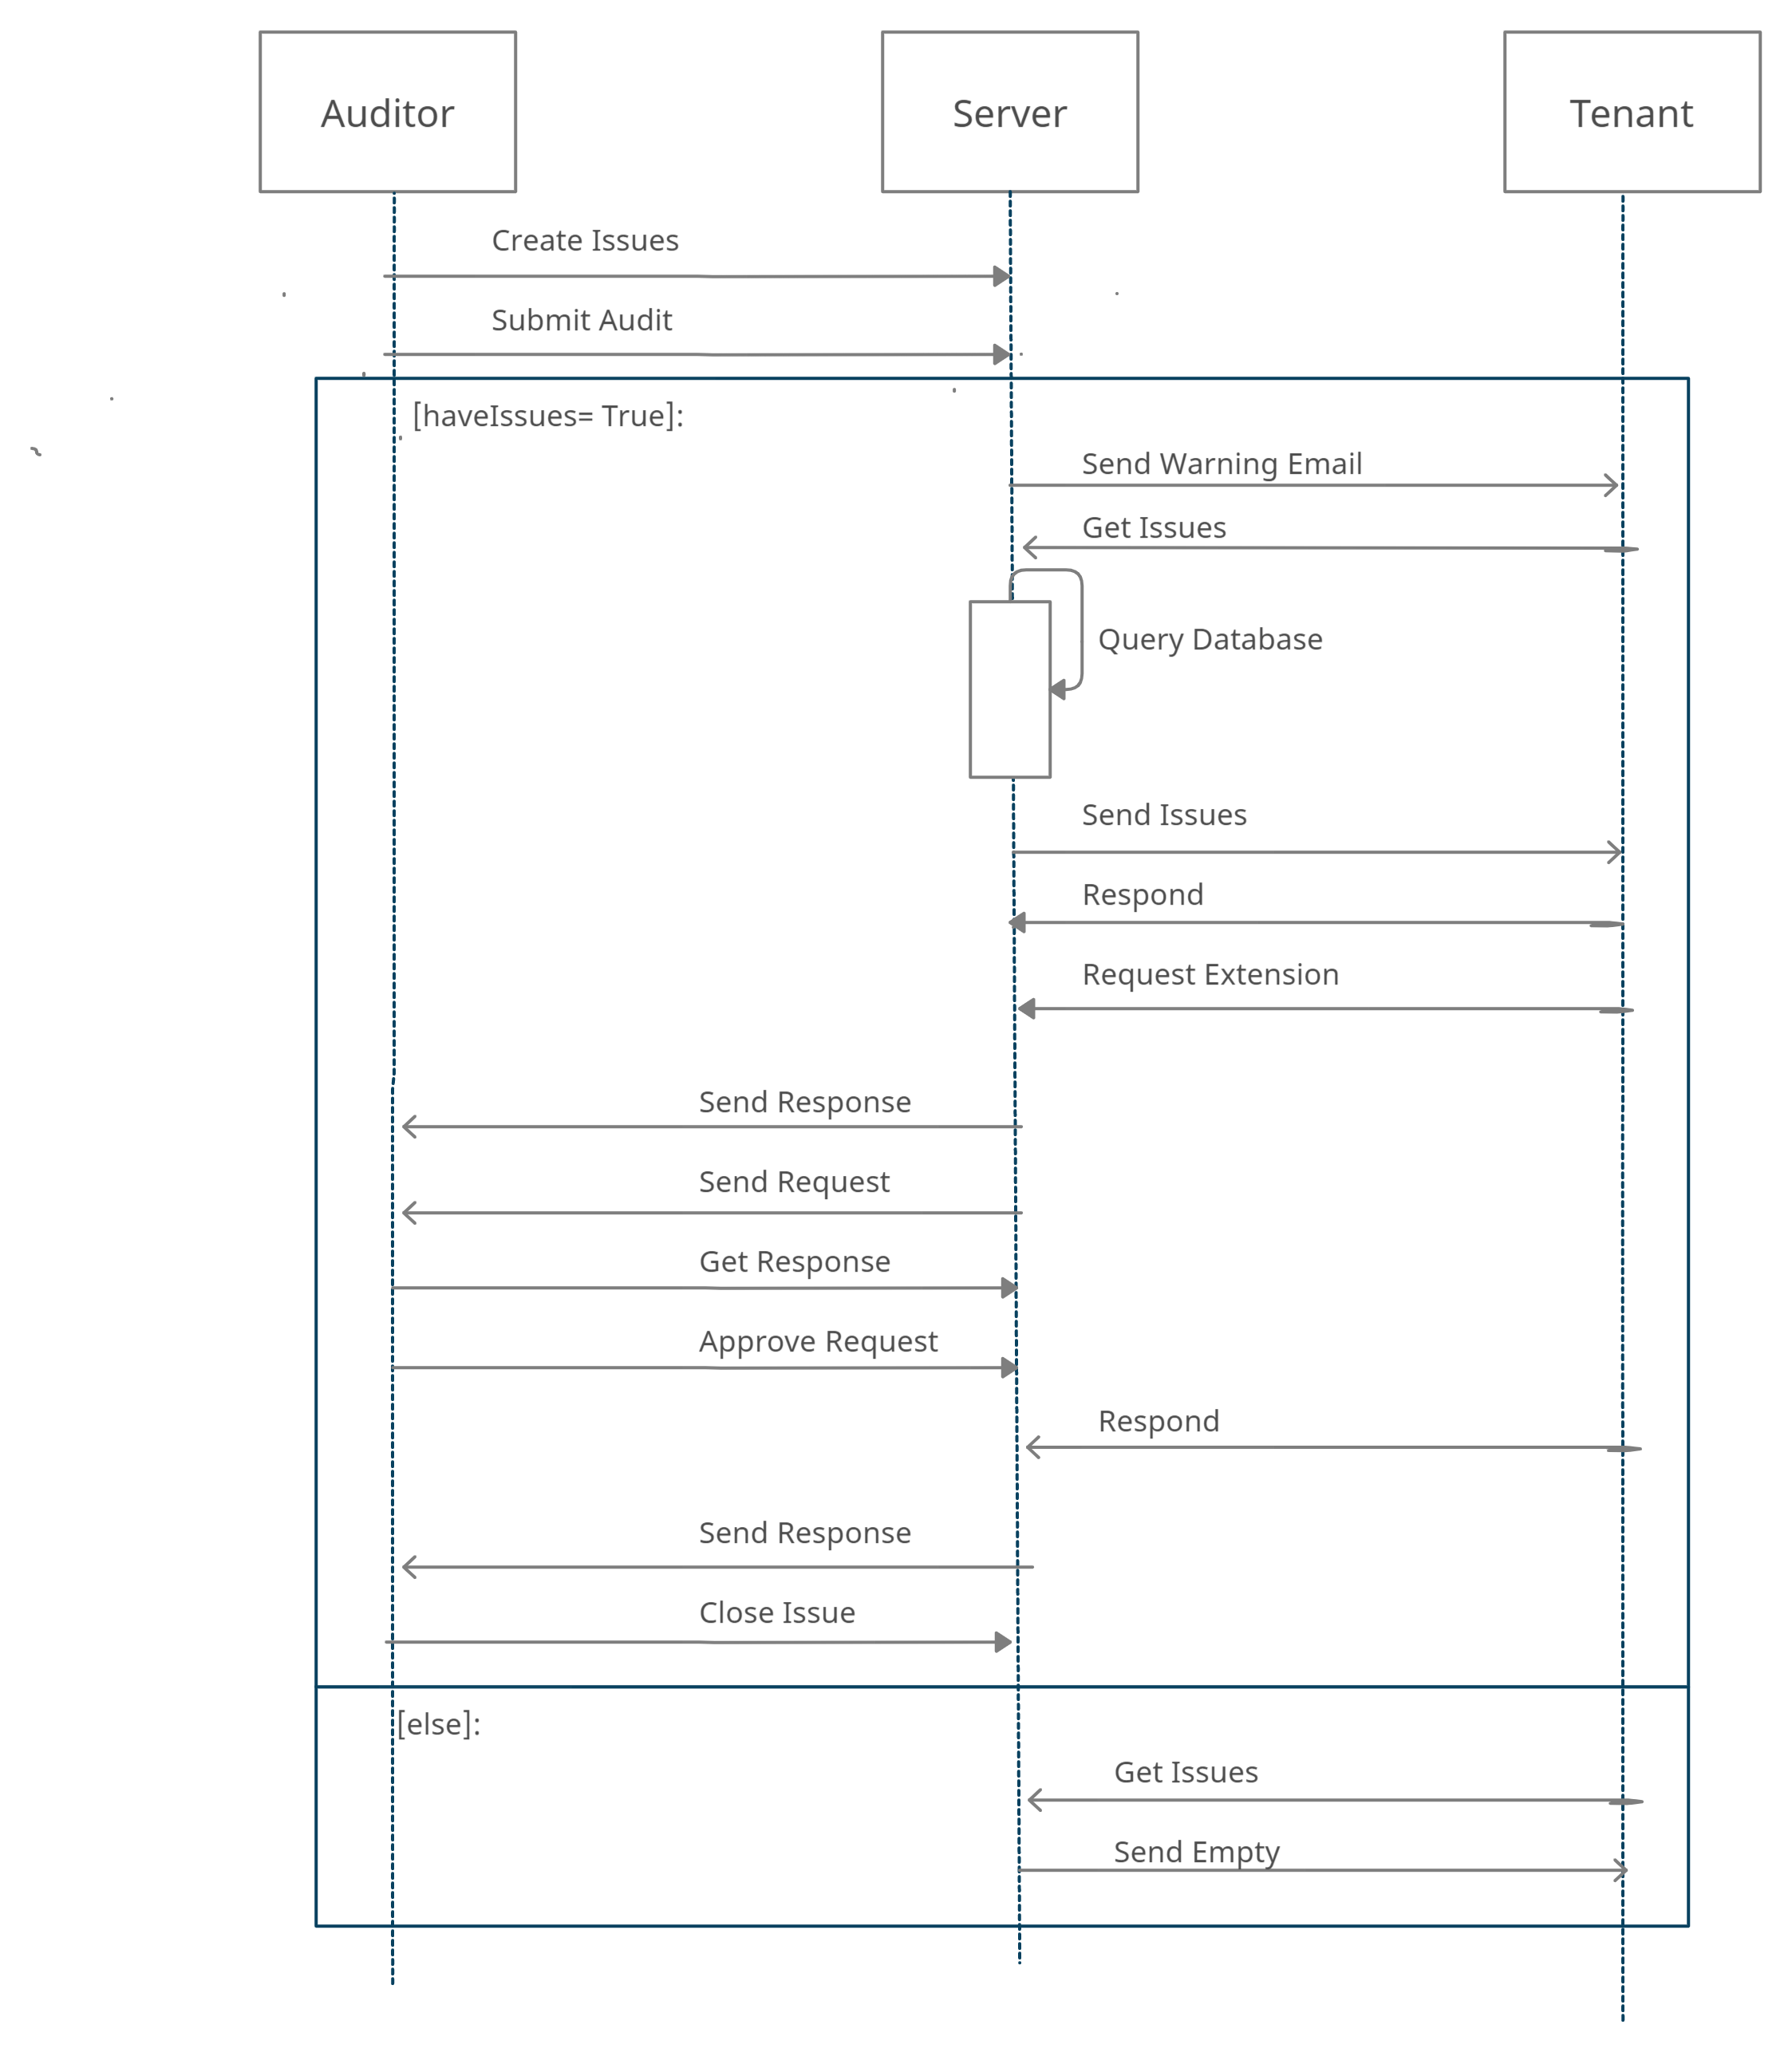 Auditor
Server
Tenant
Create Issues
Submit Audit
[haveIssues= True]:
Send Warning Email
Get Issues
Query Database
Send Issues
Respond
Request Extension
Send Response
Send Request
Get Response
Approve Request
Respond
Send Response
Close Issue
[else]:
Get Issues
Send Empty